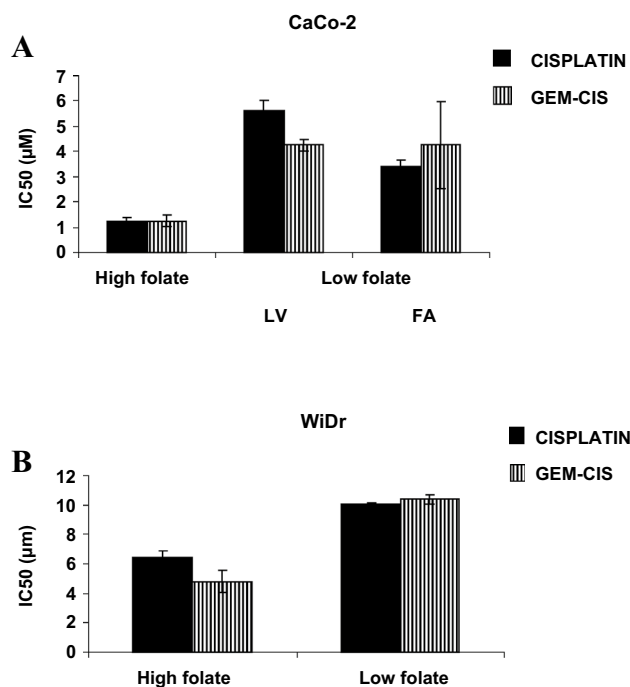 CaCo-2
A
CISPLATIN
GEM-CIS
IC50 (µM)
7
6
5
4
3
2
1
0
High folate
Low folate
LV
FA
WiDr
B
CISPLATIN
GEM-CIS
IC50 (µm)
12
10
8
6
4
2
0
High folate
Low folate